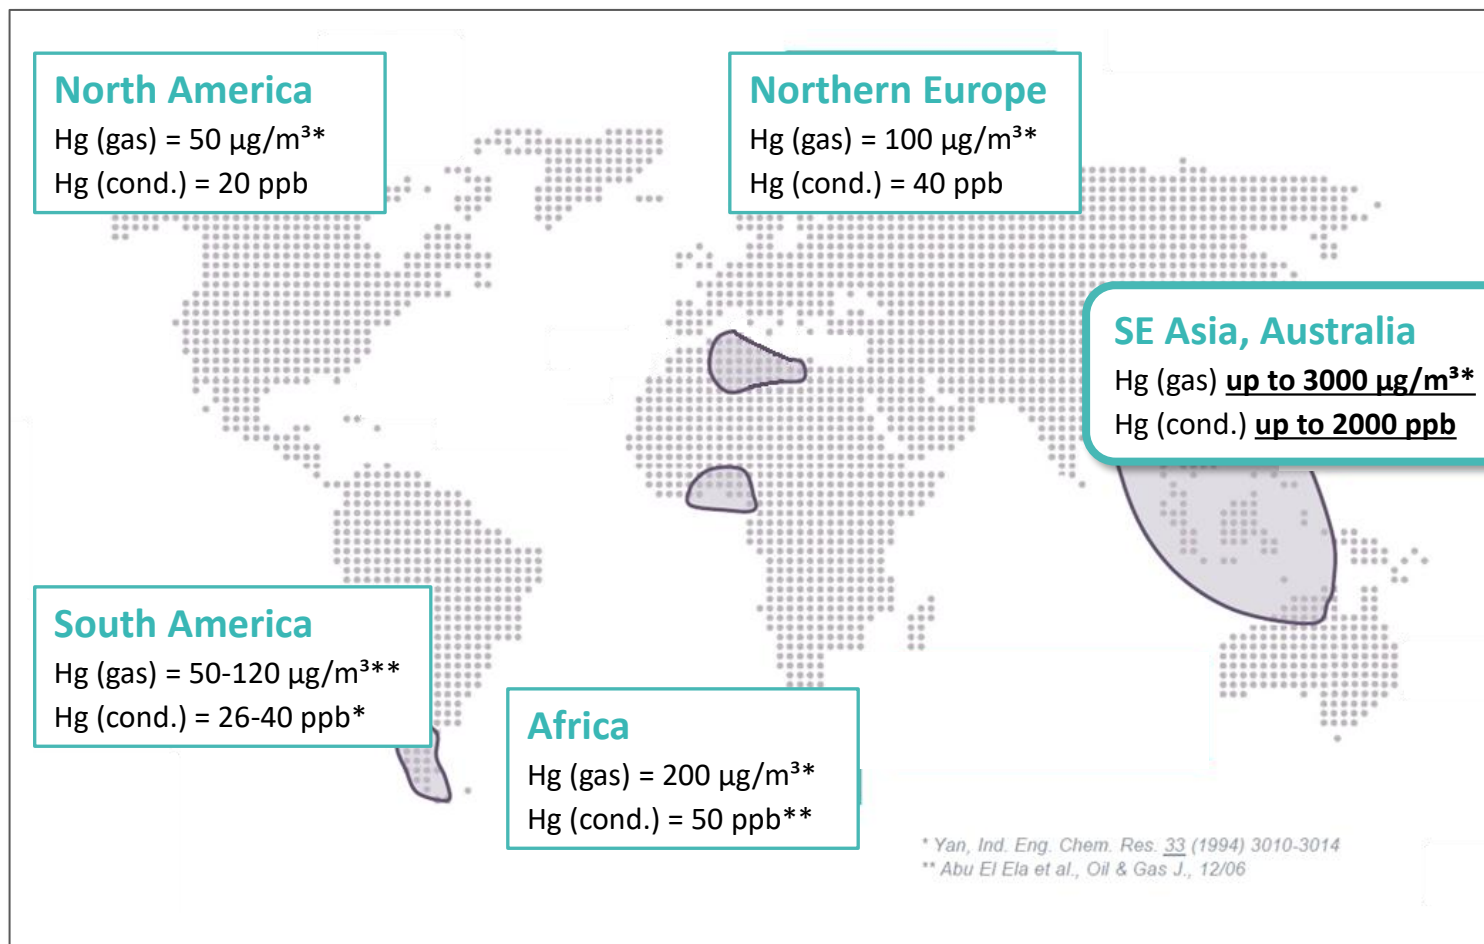 North America
Hg (gas) = 50 µg/m³*
Hg (cond.) = 20 ppb
Northern Europe
Hg (gas) = 100 µg/m³*
Hg (cond.) = 40 ppb
SE Asia, Australia
Hg (gas) up to 3000 µg/m³*
Hg (cond.) up to 2000 ppb
South America
Hg (gas) = 50-120 µg/m³**
Hg (cond.) = 26-40 ppb*
Africa
Hg (gas) = 200 µg/m³*
Hg (cond.) = 50 ppb**
* Yan, Ind. Eng. Chem. Res. 33 (1994) 3010-3014
** Abu El Ela et al., Oil & Gas J., 12/06